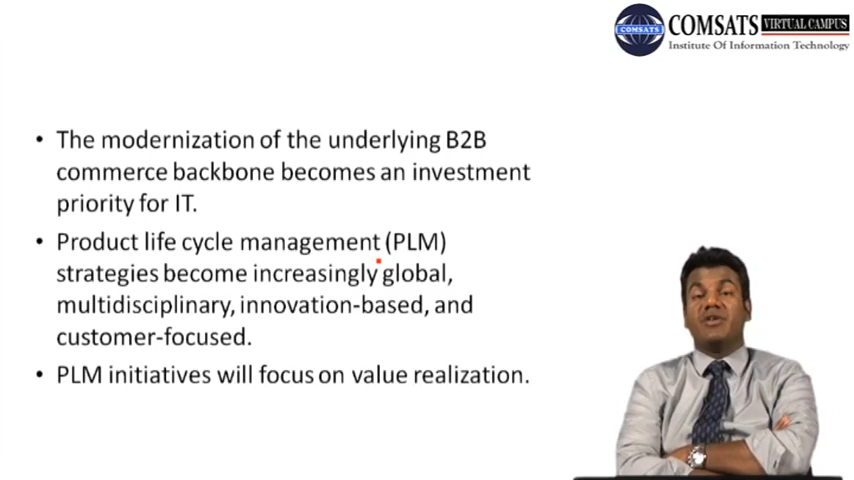 COMSATS VIRTUAL CAMPUS
COMSATS
Institute Of Information Technology
• The modernization of the underlying B2B
commerce backbone becomes an investment
priority for IT.
• Product life cycle management (PLM)
strategies become increasingly global,
multidisciplinary, innovation-based, and
customer-focused.
• PLM initiatives will focus on value realization.